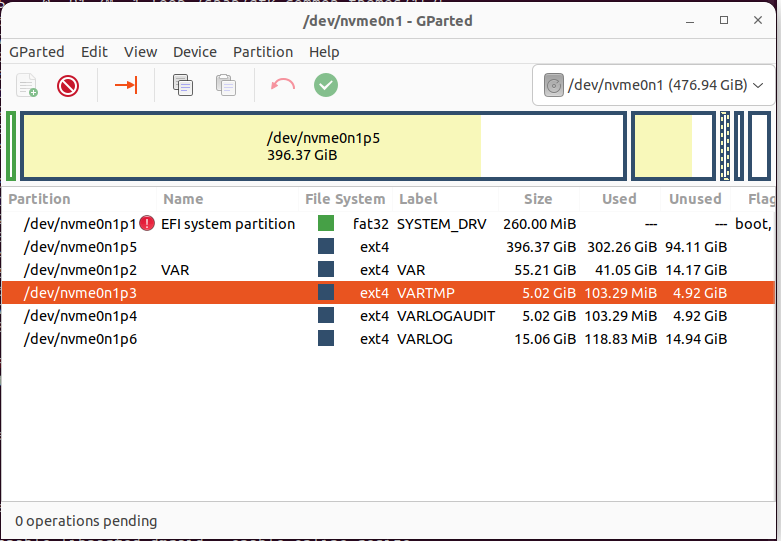 /dev/nvme0n1 - GParted
GParted Edit View Device Partition Help
/dev/nvme0n1 (476.94 GiB)
/dev/nvme0n1p5
396.37 GiB
Partition Name File System Label Size Used Unused Flag
/dev/nvme0n1p1 EFI system partition fat32 SYSTEM_DRV 260.00 MiB --- --- boot,
/dev/nvme0n1p5 ext4 396.37 GiB 302.26 GiB 94.11 GiB
/dev/nvme0n1p2 VAR ext4 VAR 55.21 GiB 41.05 GiB 14.17 GiB
/dev/nvme0n1p3 ext4 VARTMP 5.02 GiB 103.29 MiB 4.92 GiB
/dev/nvme0n1p4 ext4 VARLOGAUDIT 5.02 GiB 103.29 MiB 4.92 GiB
/dev/nvme0n1p6 ext4 VARLOG 15.06 GiB 118.83 MiB 14.94 GiB
0 operations pending